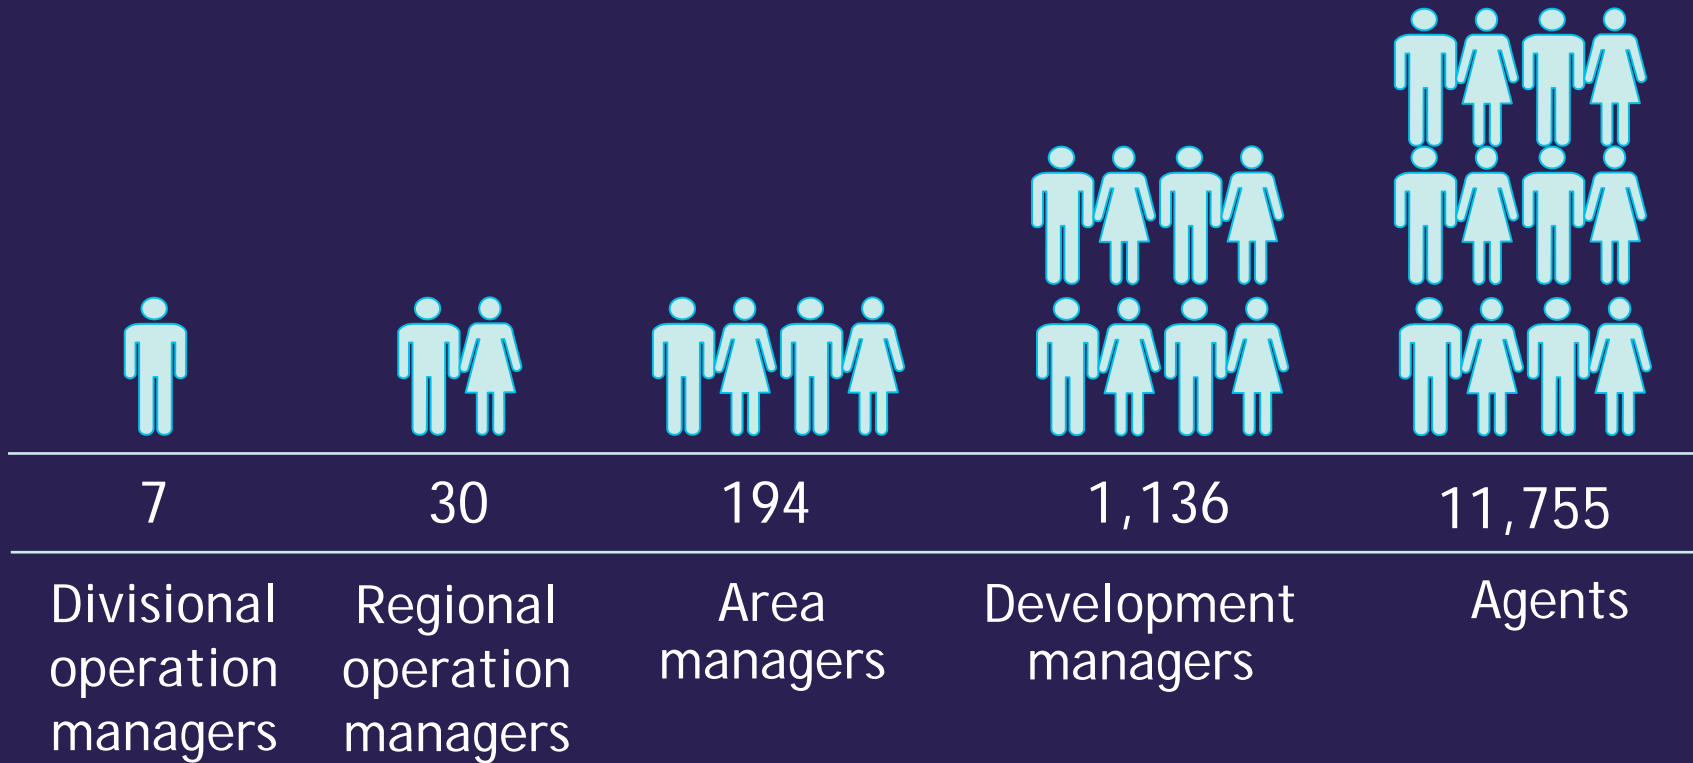 7
30
194
1,136
11,755
Divisional
operation
managers
Regional
operation
managers
Area
managers
Development
managers
Agents